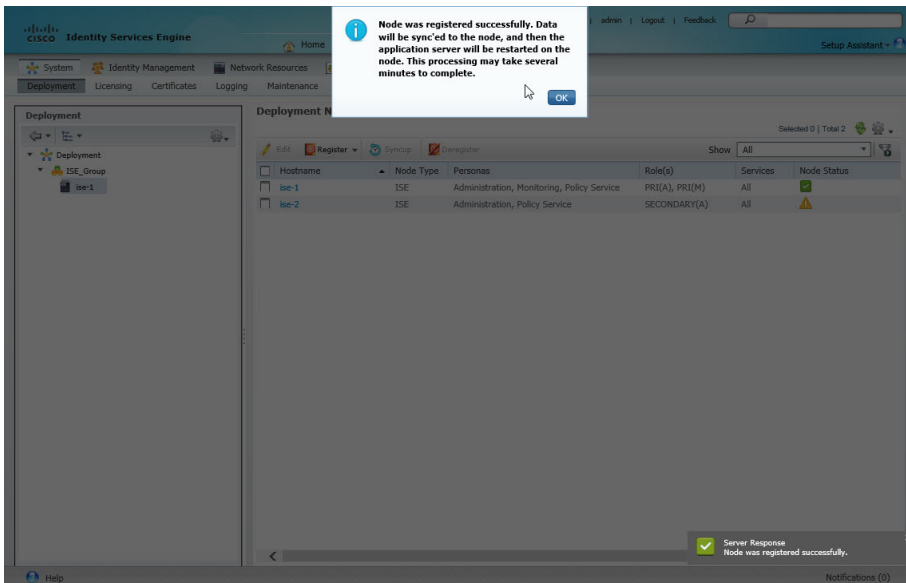 Node was registered successfully. Data
will be sync'ed to the node, and then the
application server will be restarted on the
node. This processing may take several
minutes to complete.
OK
CISCO Identity Services Engine
admin | Logout | Feedback
Home
Setup Assistant
System Identity Management Network Resources
Deployment Licensing Certificates Logging Maintenance
Deployment
Deployment
ISE_Group
ise-1
Deployment N
Selected 0 | Total 2
Edit Register Syncup Deregister Show All
Hostname Node Type Personas Role(s) Services Node Status
ise-1 ISE Administration, Monitoring, Policy Service PRI(A), PRI(M) All
ise-2 ISE Administration, Policy Service SECONDARY(A) All
Server Response
Node was registered successfully.
Help
Notifications (0)